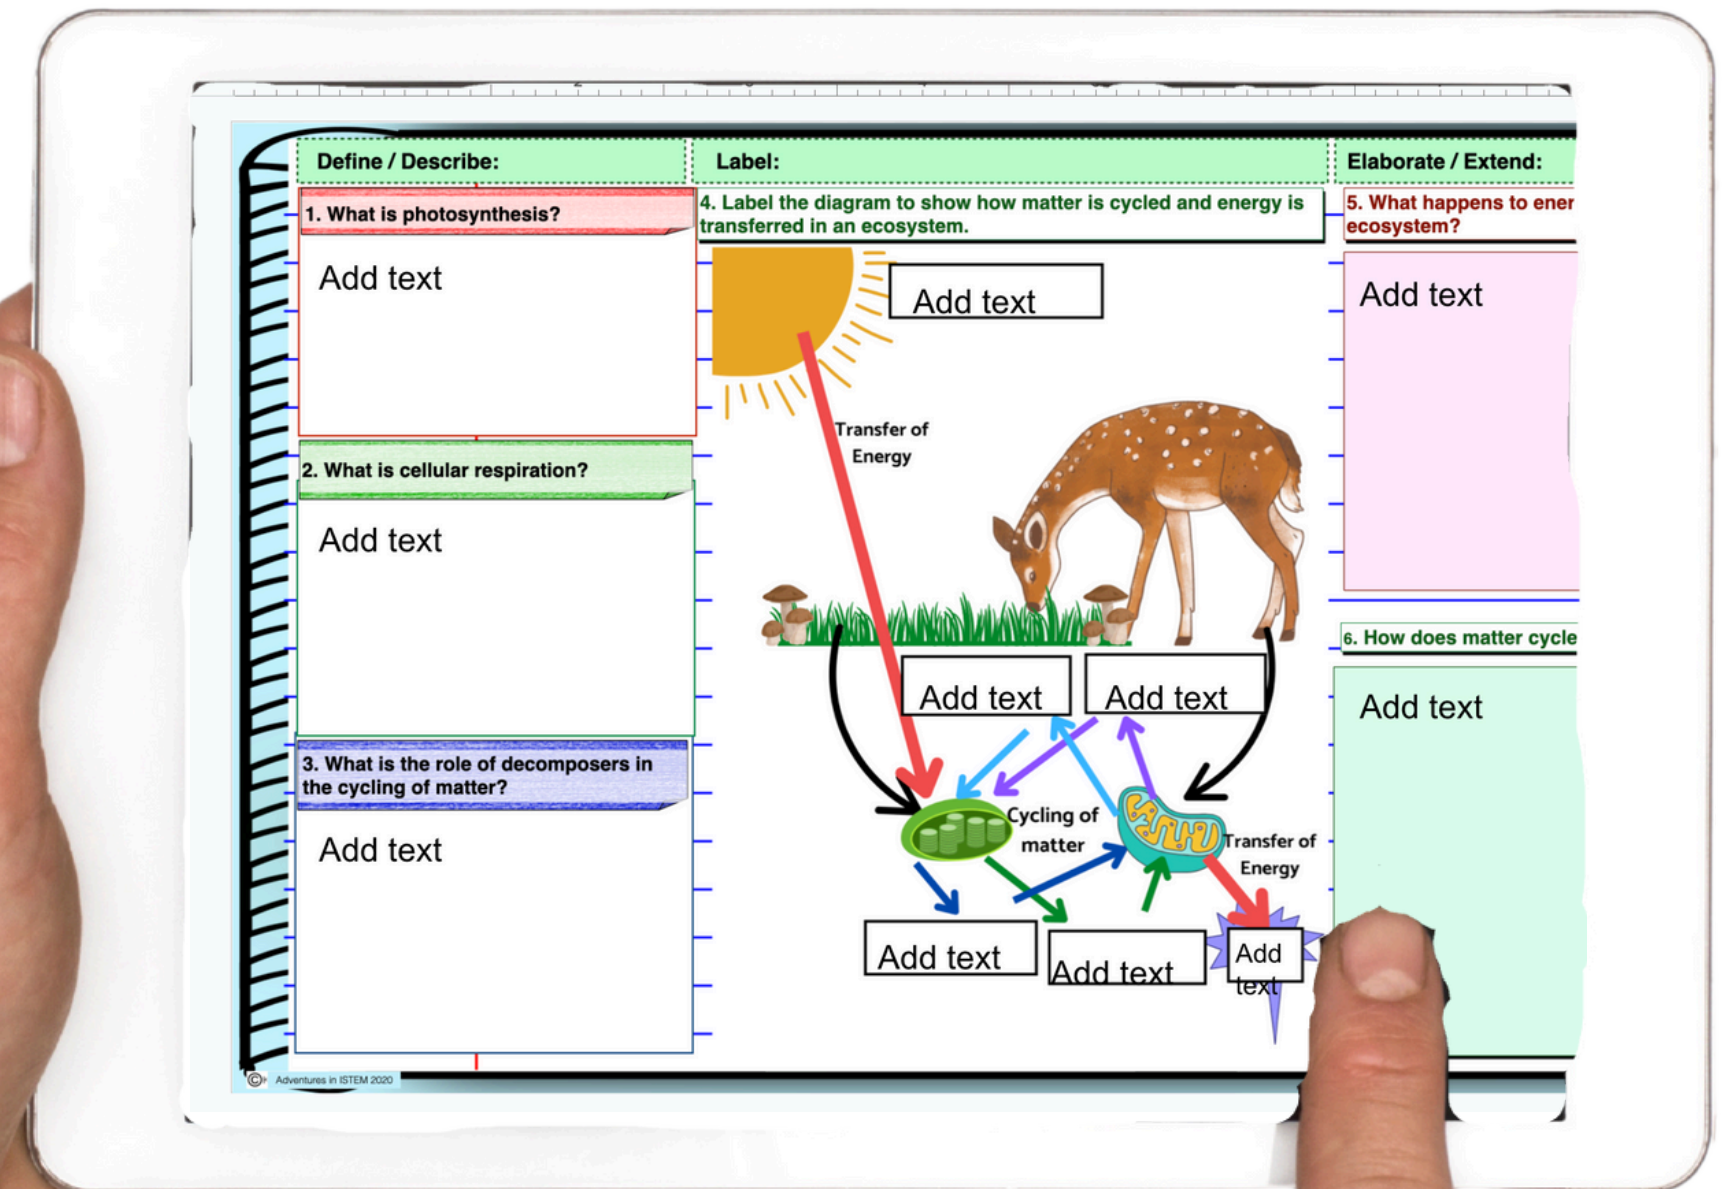 Define / Describe:
1. What is photosynthesis?
Add text
2. What is cellular respiration?
Add text
3. What is the role of decomposers in
the cycling of matter?
Add text
Label:
4. Label the diagram to show how matter is cycled and energy is
transferred in an ecosystem.
Add text
Transfer of
Energy
Add text
Add text
Cycling of
matter
Transfer of
Energy
Add text
Add text
Add
text
Elaborate / Extend:
5. What happens to ener
ecosystem?
Add text
6. How does matter cycle
Add text
© Adventures in ISTEM 2020